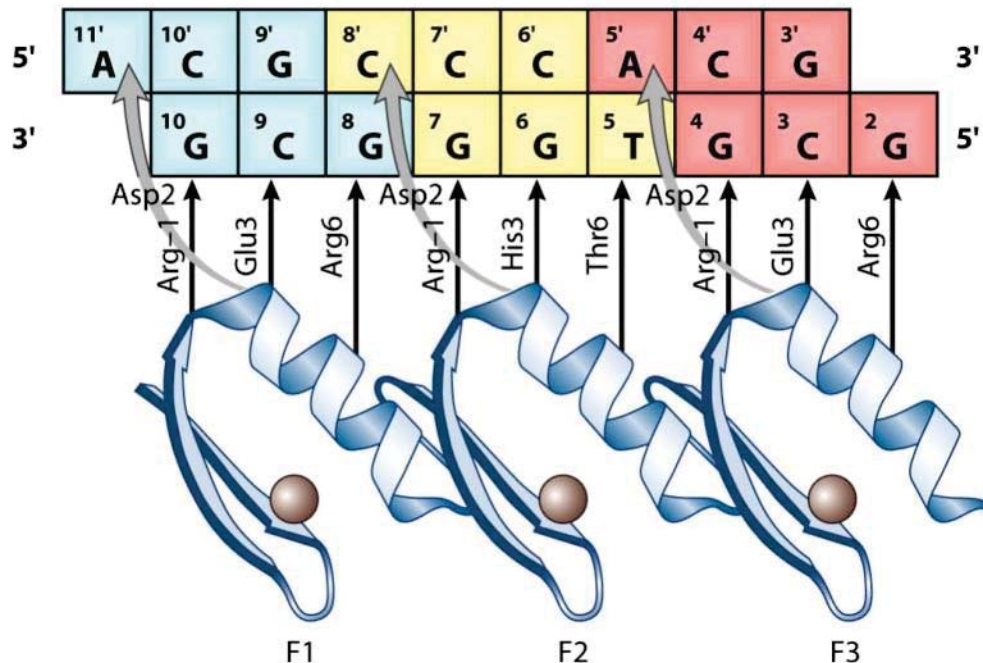 5' 11' A 10' C 9' G 8' C 7' C 6' C 5' A 4' C 3' G 3'
3' 10 G 9 C 8 G 7 G 6 G 5 T 4 G 3 C 2 G 5'
Asp2 Arg–1 Glu3 Arg6 Asp2 Arg–1 His3 Thr6 Asp2 Arg–1 Glu3 Arg6
F1 F2 F3